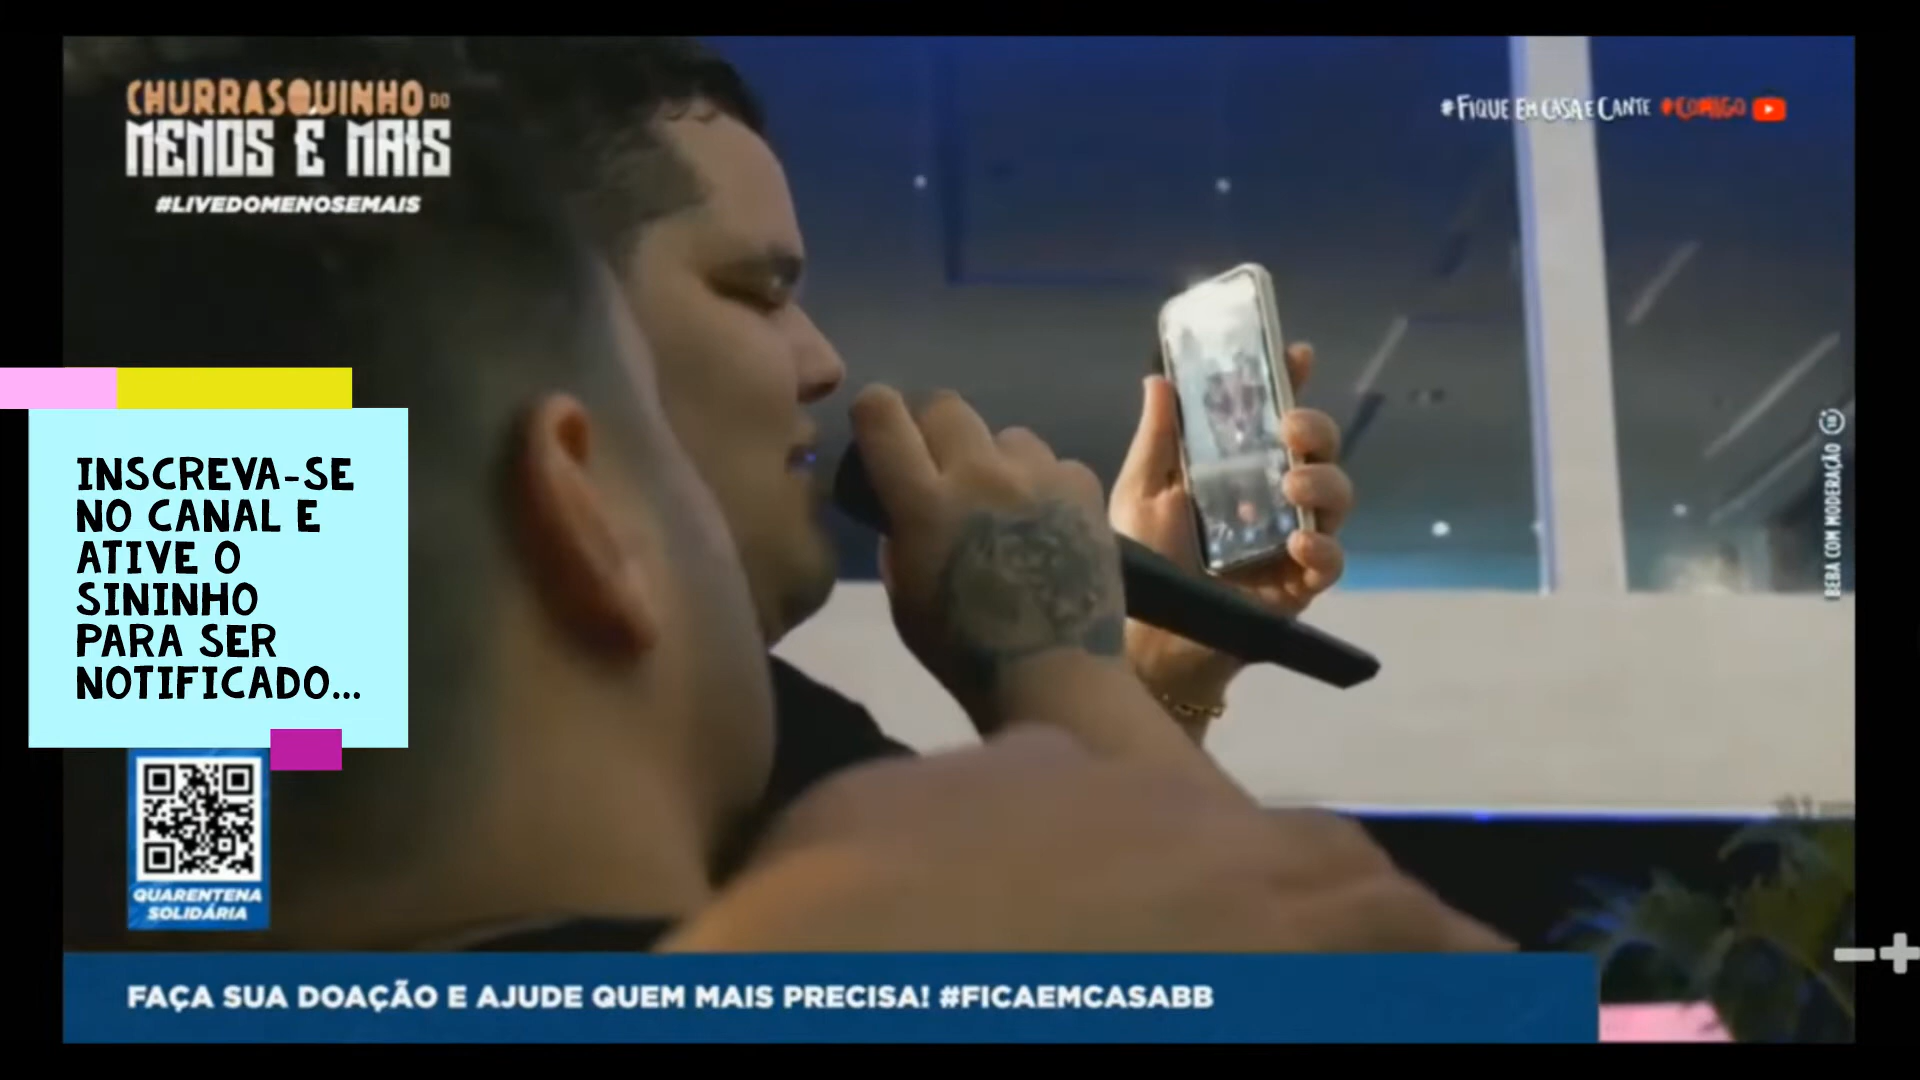 CHURRASQUINHO DO
MENOS É MAIS
#LIVEDOMENOSEMAIS
#FIQUE EM CASA E CANTE #COMIGO
BEBA COM MODERAÇÃO 18
INSCREVA-SE
NO CANAL E
ATIVE O
SININHO
PARA SER
NOTIFICADO...
QUARENTENA
SOLIDÁRIA
FAÇA SUA DOAÇÃO E AJUDE QUEM MAIS PRECISA! #FICAEMCASABB